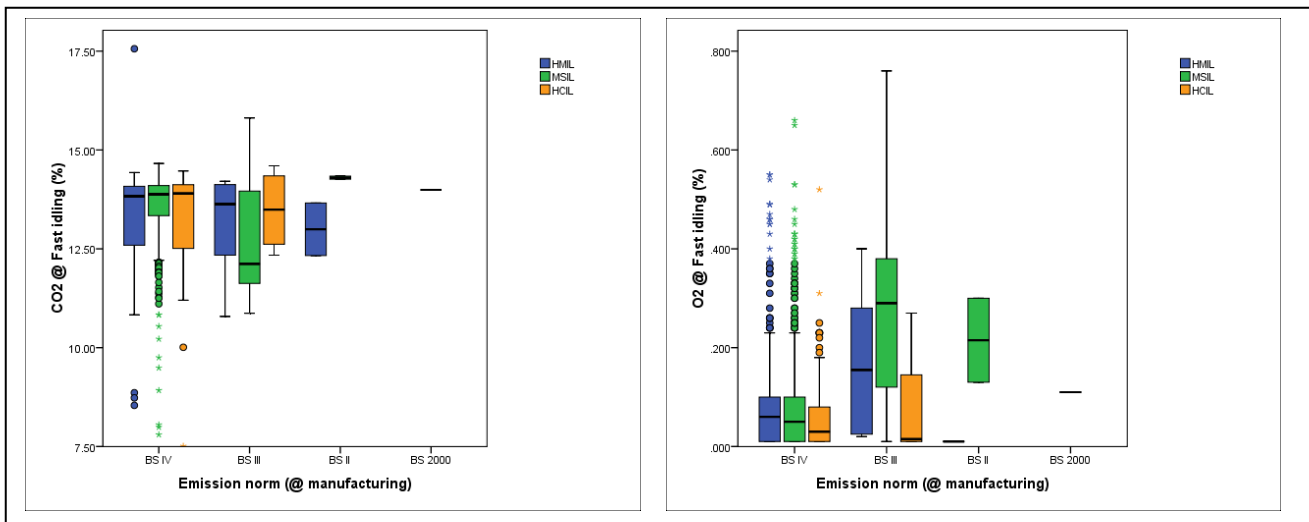 17.50
15.00
12.50
10.00
7.50
CO2 @ Fast idling (%)
BS IV BS III BS II BS 2000
Emission norm (@ manufacturing)
HMIL
MSIL
HCIL
.800
.600
.400
.200
.000
O2 @ Fast idling (%)
BS IV BS III BS II BS 2000
Emission norm (@ manufacturing)
HMIL
MSIL
HCIL